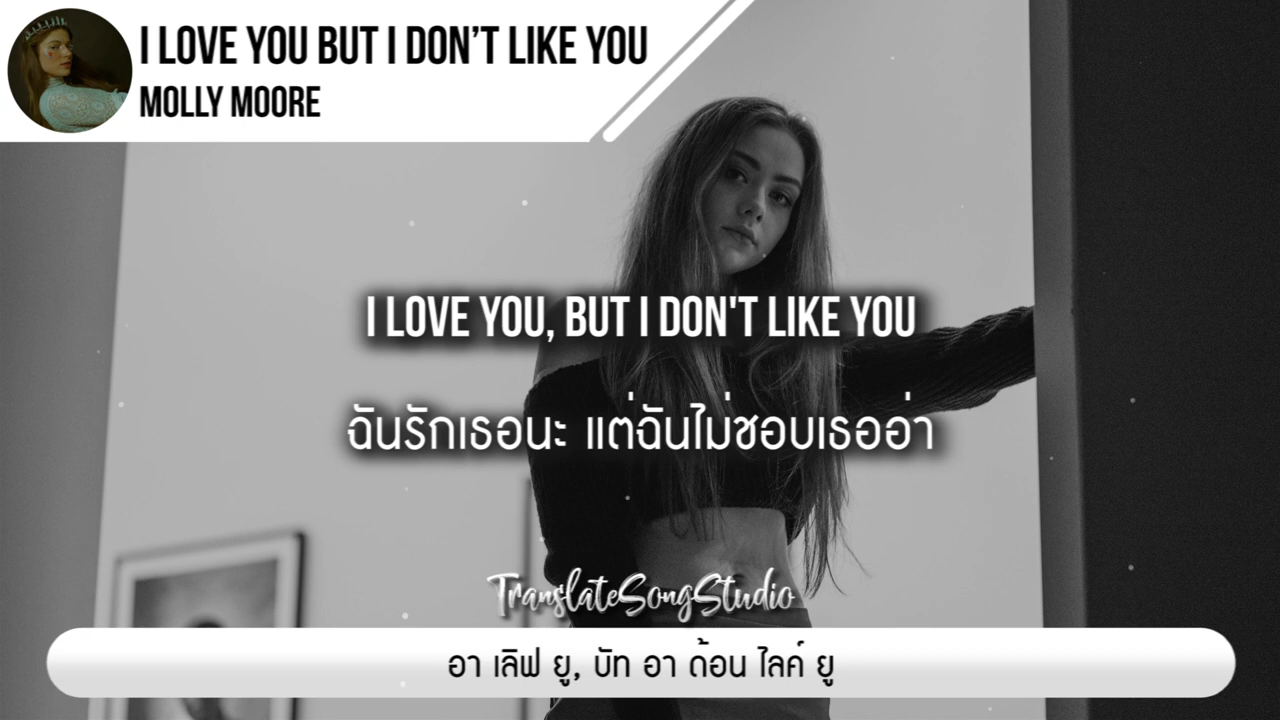 I LOVE YOU BUT I DON’T LIKE YOU
MOLLY MOORE
I LOVE YOU, BUT I DON'T LIKE YOU
ฉันรักเธอนะ แต่ฉันไม่ชอบเธออ่า
TranslateSongStudio
อา เลิฟ ยู, บัท อา ด้อน ไลค์ ยู